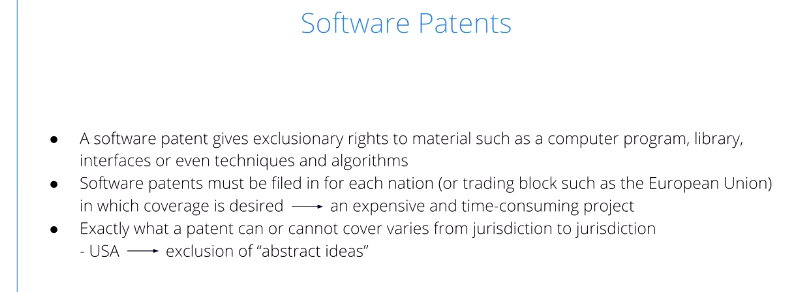 Software Patents
● A software patent gives exclusionary rights to material such as a computer program, library,
interfaces or even techniques and algorithms
● Software patents must be filed in for each nation (or trading block such as the European Union)
in which coverage is desired ⟶ an expensive and time-consuming project
● Exactly what a patent can or cannot cover varies from jurisdiction to jurisdiction
- USA ⟶ exclusion of “abstract ideas”